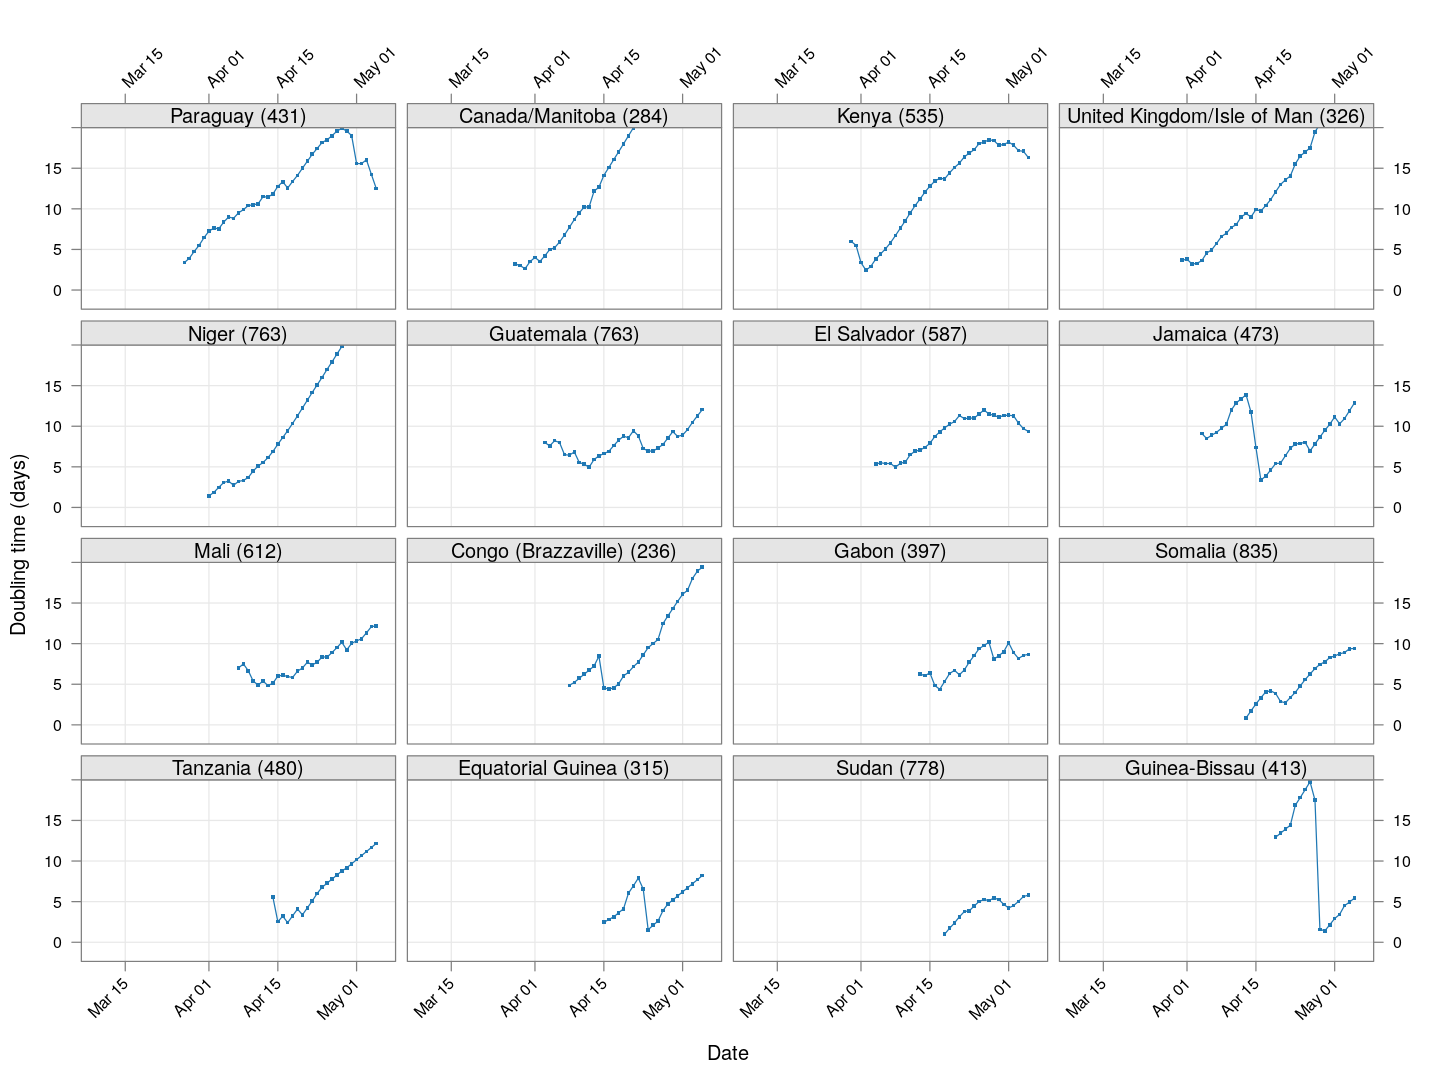 Mar 15 Apr 01 Apr 15 May 01 Mar 15 Apr 01 Apr 15 May 01 Mar 15 Apr 01 Apr 15 May 01 Mar 15 Apr 01 Apr 15 May 01
Paraguay (431) Canada/Manitoba (284) Kenya (535) United Kingdom/Isle of Man (326)
15 15
10 10
5 5
0 0
Niger (763) Guatemala (763) El Salvador (587) Jamaica (473)
15 15
10 10
5 5
0 0
Doubling time (days)
Mali (612) Congo (Brazzaville) (236) Gabon (397) Somalia (835)
15 15
10 10
5 5
0 0
Tanzania (480) Equatorial Guinea (315) Sudan (778) Guinea-Bissau (413)
15 15
10 10
5 5
0 0
Mar 15 Apr 01 Apr 15 May 01 Mar 15 Apr 01 Apr 15 May 01 Mar 15 Apr 01 Apr 15 May 01 Mar 15 Apr 01 Apr 15 May 01
Date